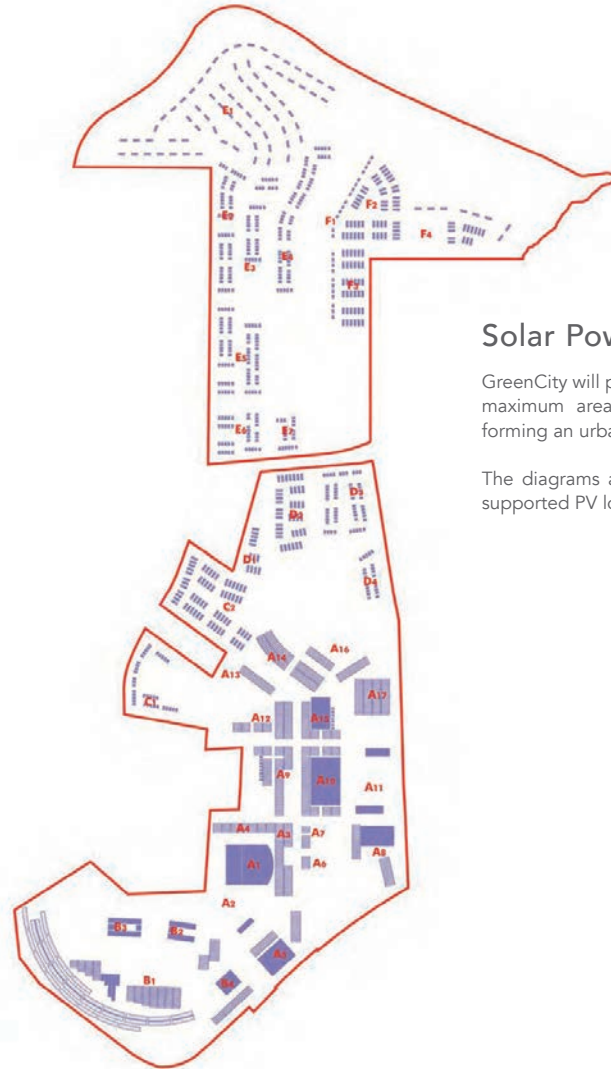 E1
E2
F2
F1
F4
E4
E3
F3
Solar Pow
GreenCity will p
maximum area
forming an urba
The diagrams a
supported PV lo
E5
E6
E7
D3
D2
D1
D4
C2
A16
A14
A13
A17
C1
A12
A15
A9
A10
A11
A4
A3
A7
A8
A1
A6
A2
B3
B2
A5
B1
B4